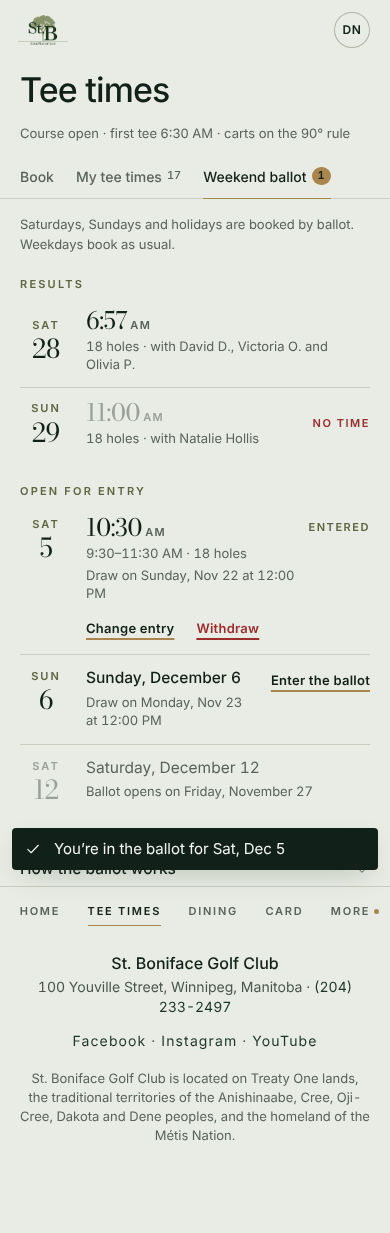 St.B
DN
Tee times
Course open · first tee 6:30 AM · carts on the 90° rule
Book
My tee times 17
Weekend ballot 1
Saturdays, Sundays and holidays are booked by ballot.
Weekdays book as usual.
RESULTS
SAT
28
6:57 AM
18 holes · with David D., Victoria O. and
Olivia P.
SUN
29
11:00 AM
18 holes · with Natalie Hollis
NO TIME
OPEN FOR ENTRY
SAT
5
10:30 AM
9:30–11:30 AM · 18 holes
Draw on Sunday, Nov 22 at 12:00
PM
ENTERED
Change entry
Withdraw
SUN
6
Sunday, December 6
Draw on Monday, Nov 23
at 12:00 PM
Enter the ballot
SAT
12
Saturday, December 12
Ballot opens on Friday, November 27
You’re in the ballot for Sat, Dec 5
How the ballot works
HOME
TEE TIMES
DINING
CARD
MORE
St. Boniface Golf Club
100 Youville Street, Winnipeg, Manitoba · (204)
233-2497
Facebook · Instagram · YouTube
St. Boniface Golf Club is located on Treaty One lands,
the traditional territories of the Anishinaabe, Cree, Oji-
Cree, Dakota and Dene peoples, and the homeland of the
Métis Nation.